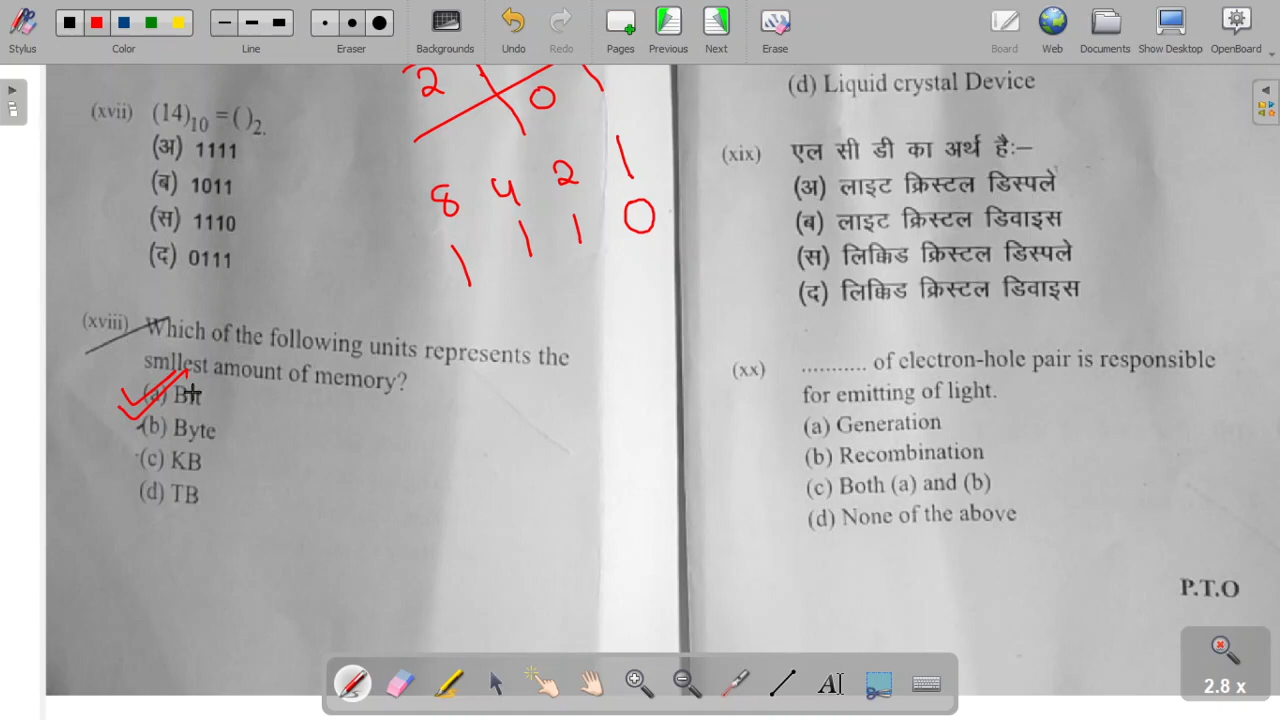 Stylus
Color
Line
Eraser
Backgrounds
Undo
Redo
Pages
Previous
Next
Erase
Board
Web
Documents
Show Desktop
OpenBoard
2
0
(xvii) (14)10 = ( )2.
(अ) 1111
(ब) 1011
(स) 1110
(द) 0111
8 4 2 1
1 1 1 0
(xviii) Which of the following units represents the
smllest amount of memory?
(a) Bit
(b) Byte
(c) KB
(d) TB
(d) Liquid crystal Device
(xix) एल सी डी का अर्थ है:–
(अ) लाइट क्रिस्टल डिस्पले
(ब) लाइट क्रिस्टल डिवाइस
(स) लिक्विड क्रिस्टल डिस्पले
(द) लिक्विड क्रिस्टल डिवाइस
(xx) ........... of electron-hole pair is responsible
for emitting of light.
(a) Generation
(b) Recombination
(c) Both (a) and (b)
(d) None of the above
P.T.O
2.8 x